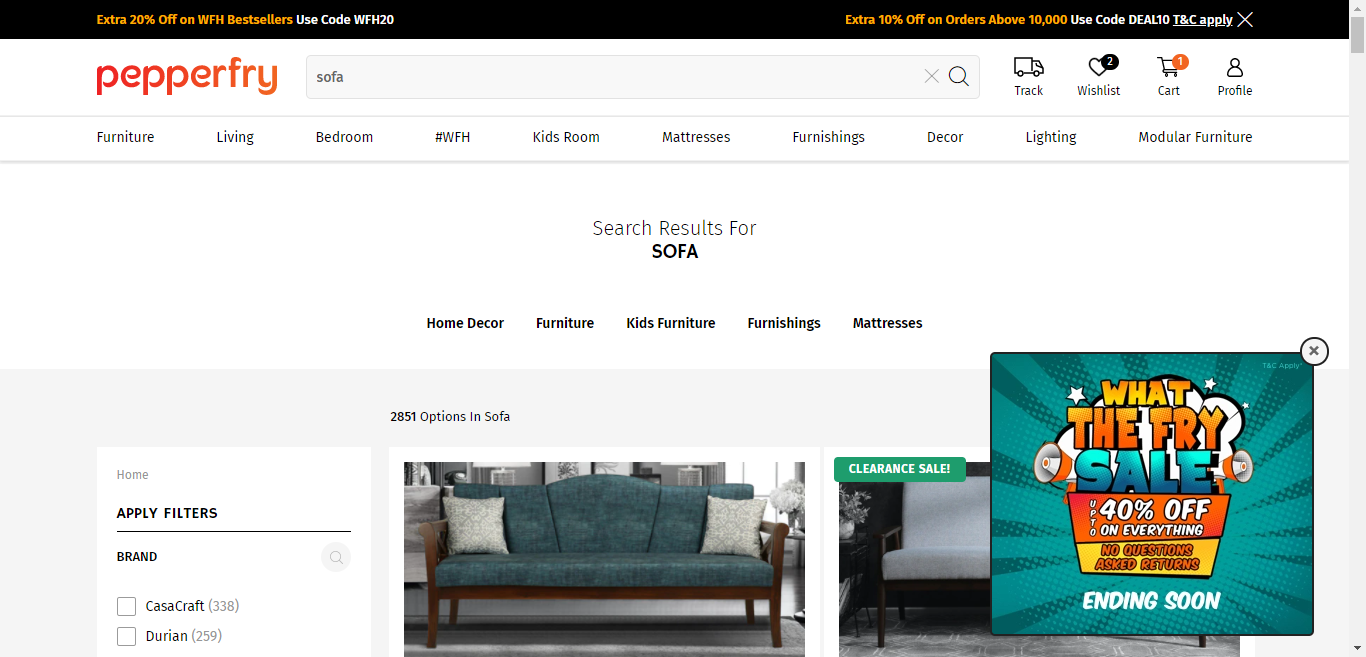 Extra 20% Off on WFH Bestsellers Use Code WFH20
Extra 10% Off on Orders Above 10,000 Use Code DEAL10 T&C apply
pepperfry
sofa
2
1
Track
Wishlist
Cart
Profile
Furniture
Living
Bedroom
#WFH
Kids Room
Mattresses
Furnishings
Decor
Lighting
Modular Furniture
Search Results For
SOFA
Home Decor
Furniture
Kids Furniture
Furnishings
Mattresses
2851 Options In Sofa
Home
APPLY FILTERS
BRAND
CasaCraft (338)
Durian (259)
CLEARANCE SALE!
T&C Apply*
WHAT
THE FRY
SALE
UPTO
40% OFF
ON EVERYTHING
NO QUESTIONS
ASKED RETURNS
ENDING SOON